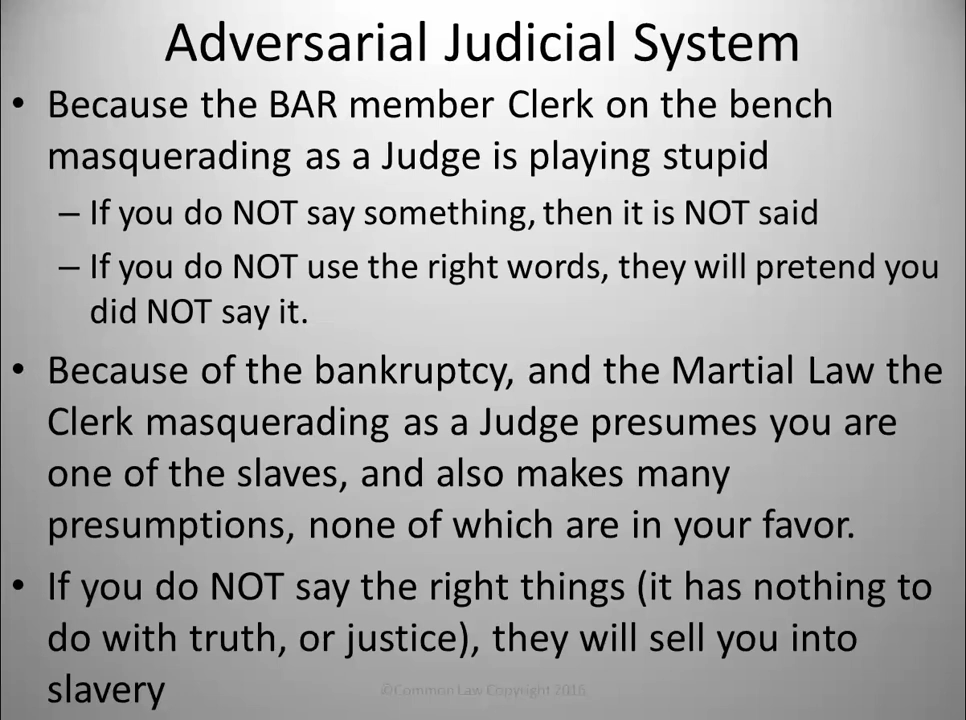 Adversarial Judicial System
• Because the BAR member Clerk on the bench
masquerading as a Judge is playing stupid
– If you do NOT say something, then it is NOT said
– If you do NOT use the right words, they will pretend you
did NOT say it.
• Because of the bankruptcy, and the Martial Law the
Clerk masquerading as a Judge presumes you are
one of the slaves, and also makes many
presumptions, none of which are in your favor.
• If you do NOT say the right things (it has nothing to
do with truth, or justice), they will sell you into
slavery
©Common Law Copyright 2016